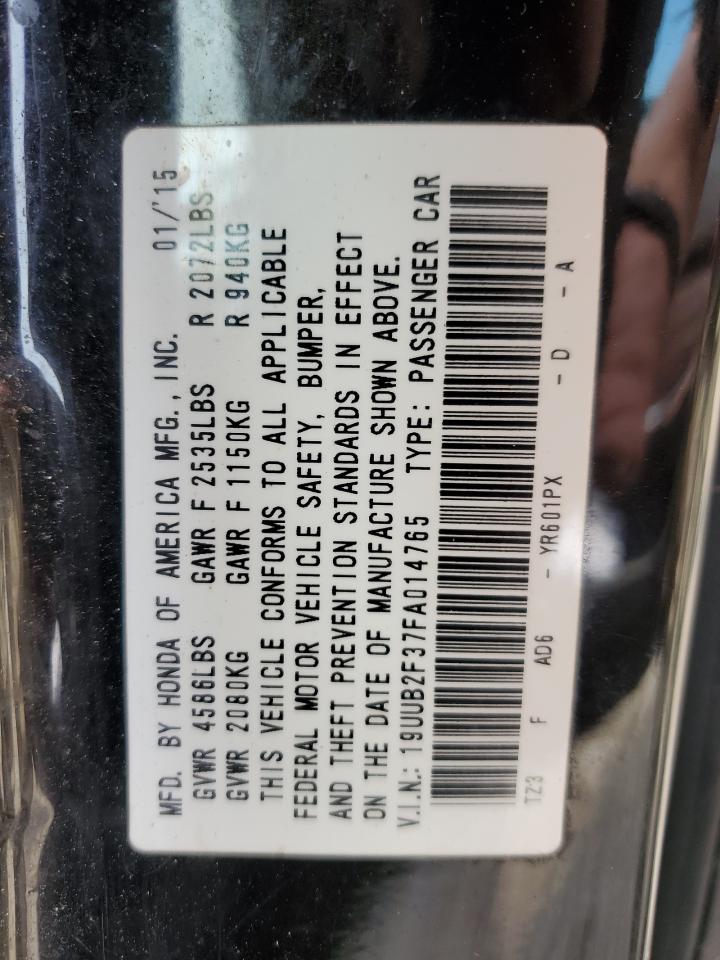 MFD. BY HONDA OF AMERICA MFG., INC. 01/'15
GVWR 4586LBS GAWR F 2535LBS R 2072LBS
GVWR 2080KG GAWR F 1150KG R 940KG
THIS VEHICLE CONFORMS TO ALL APPLICABLE
FEDERAL MOTOR VEHICLE SAFETY, BUMPER,
AND THEFT PREVENTION STANDARDS IN EFFECT
ON THE DATE OF MANUFACTURE SHOWN ABOVE.
V.I.N.: 19UUB2F37FA014765 TYPE: PASSENGER CAR
TZ3 F AD6 - YR601PX - D - A